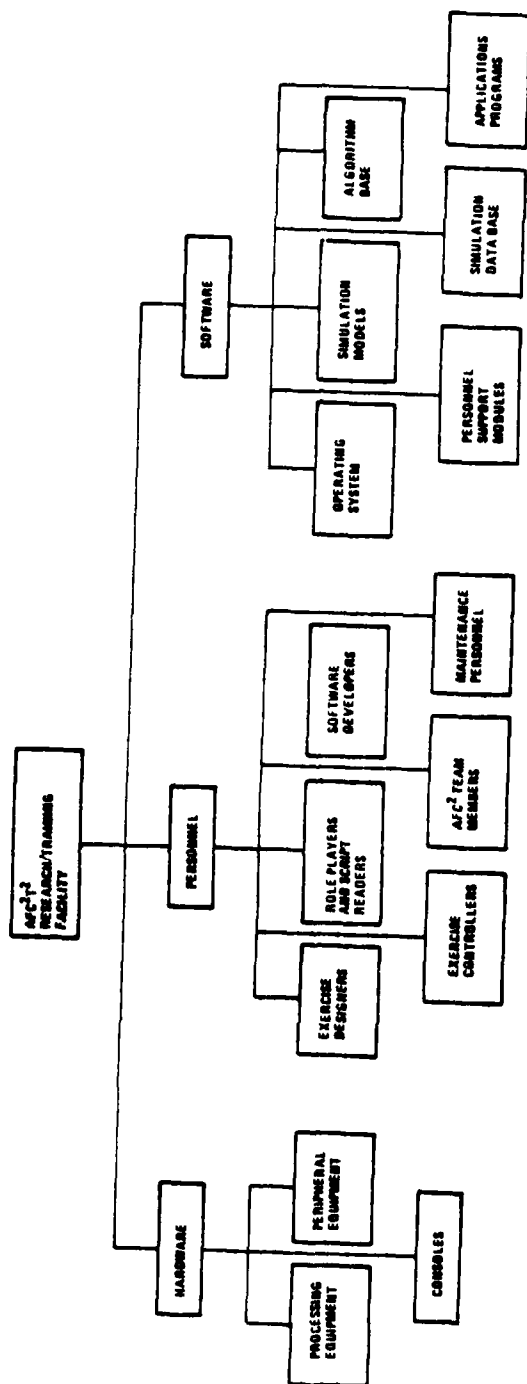 AFC²T²
RESEARCH/TRAINING
FACILITY
HARDWARE
PERSONNEL
SOFTWARE
PROCESSING
EQUIPMENT
PERIPHERAL
EQUIPMENT
CONSOLES
EXERCISE
DESIGNERS
ROLE PLAYERS
AND SCRIPT
READERS
SOFTWARE
DEVELOPERS
EXERCISE
CONTROLLERS
AFC² TEAM
MEMBERS
MAINTENANCE
PERSONNEL
OPERATING
SYSTEM
SIMULATION
MODELS
ALGORITHM
BASE
PERSONNEL
SUPPORT
MODULES
SIMULATION
DATA BASE
APPLICATIONS
PROGRAMS